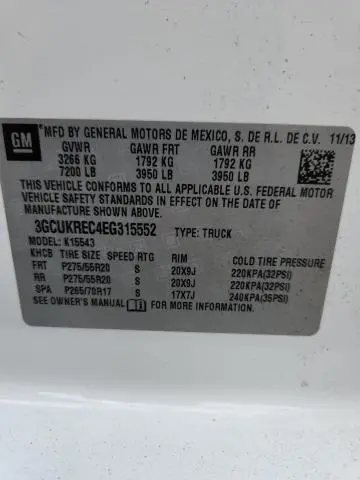 GM
*MFD BY GENERAL MOTORS DE MEXICO, S. DE R.L. DE C.V. 11/13
GVWR GAWR FRT GAWR RR
3266 KG 1792 KG 1792 KG
7200 LB 3950 LB 3950 LB
THIS VEHICLE CONFORMS TO ALL APPLICABLE U.S. FEDERAL MOTOR
VEHICLE SAFETY STANDARDS IN EFFECT ON THE DATE OF
MANUFACTURE SHOWN ABOVE.
3GCUKREC4EG315552 TYPE: TRUCK
MODEL: K15543
KHCB TIRE SIZE SPEED RTG RIM COLD TIRE PRESSURE
FRT P275/55R20 S 20X9J 220KPA(32PSI)
RR P275/55R20 S 20X9J 220KPA(32PSI)
SPA P265/70R17 S 17X7J 240KPA(35PSI)
SEE OWNER'S MANUAL FOR MORE INFORMATION.